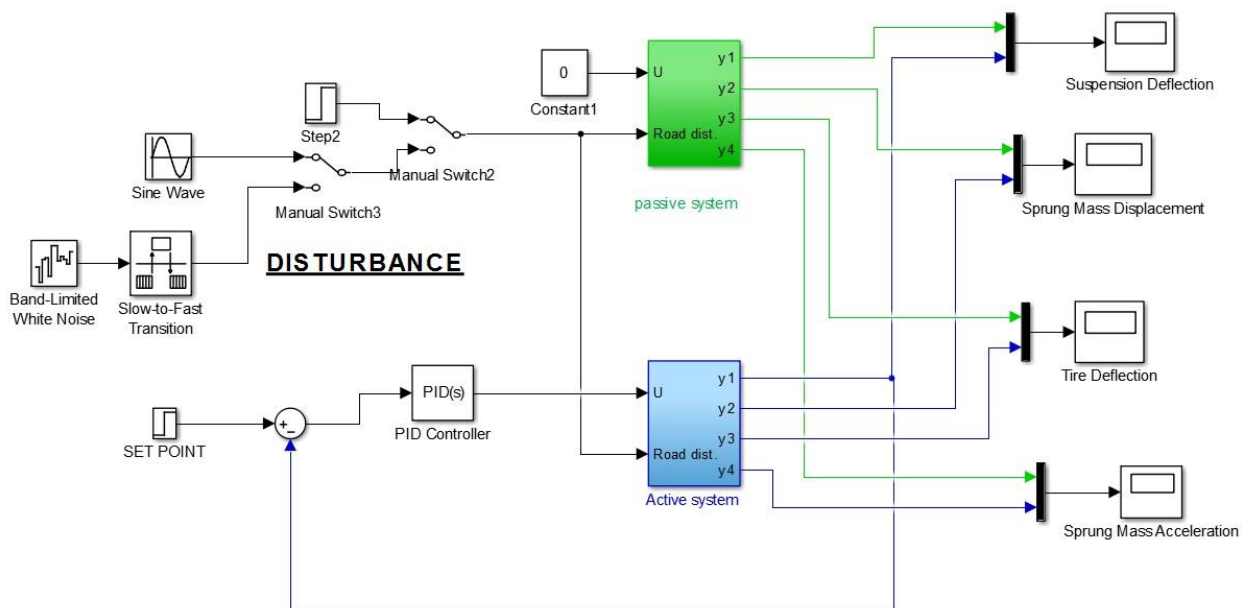 Step2
Sine Wave
Manual Switch2
Manual Switch3
Band-Limited
White Noise
Slow-to-Fast
Transition
DISTURBANCE
0
Constant1
U
Road dist.
y1
y2
y3
y4
passive system
SET POINT
+
−
PID(s)
PID Controller
U
Road dist.
y1
y2
y3
y4
Active system
Suspension Deflection
Sprung Mass Displacement
Tire Deflection
Sprung Mass Acceleration